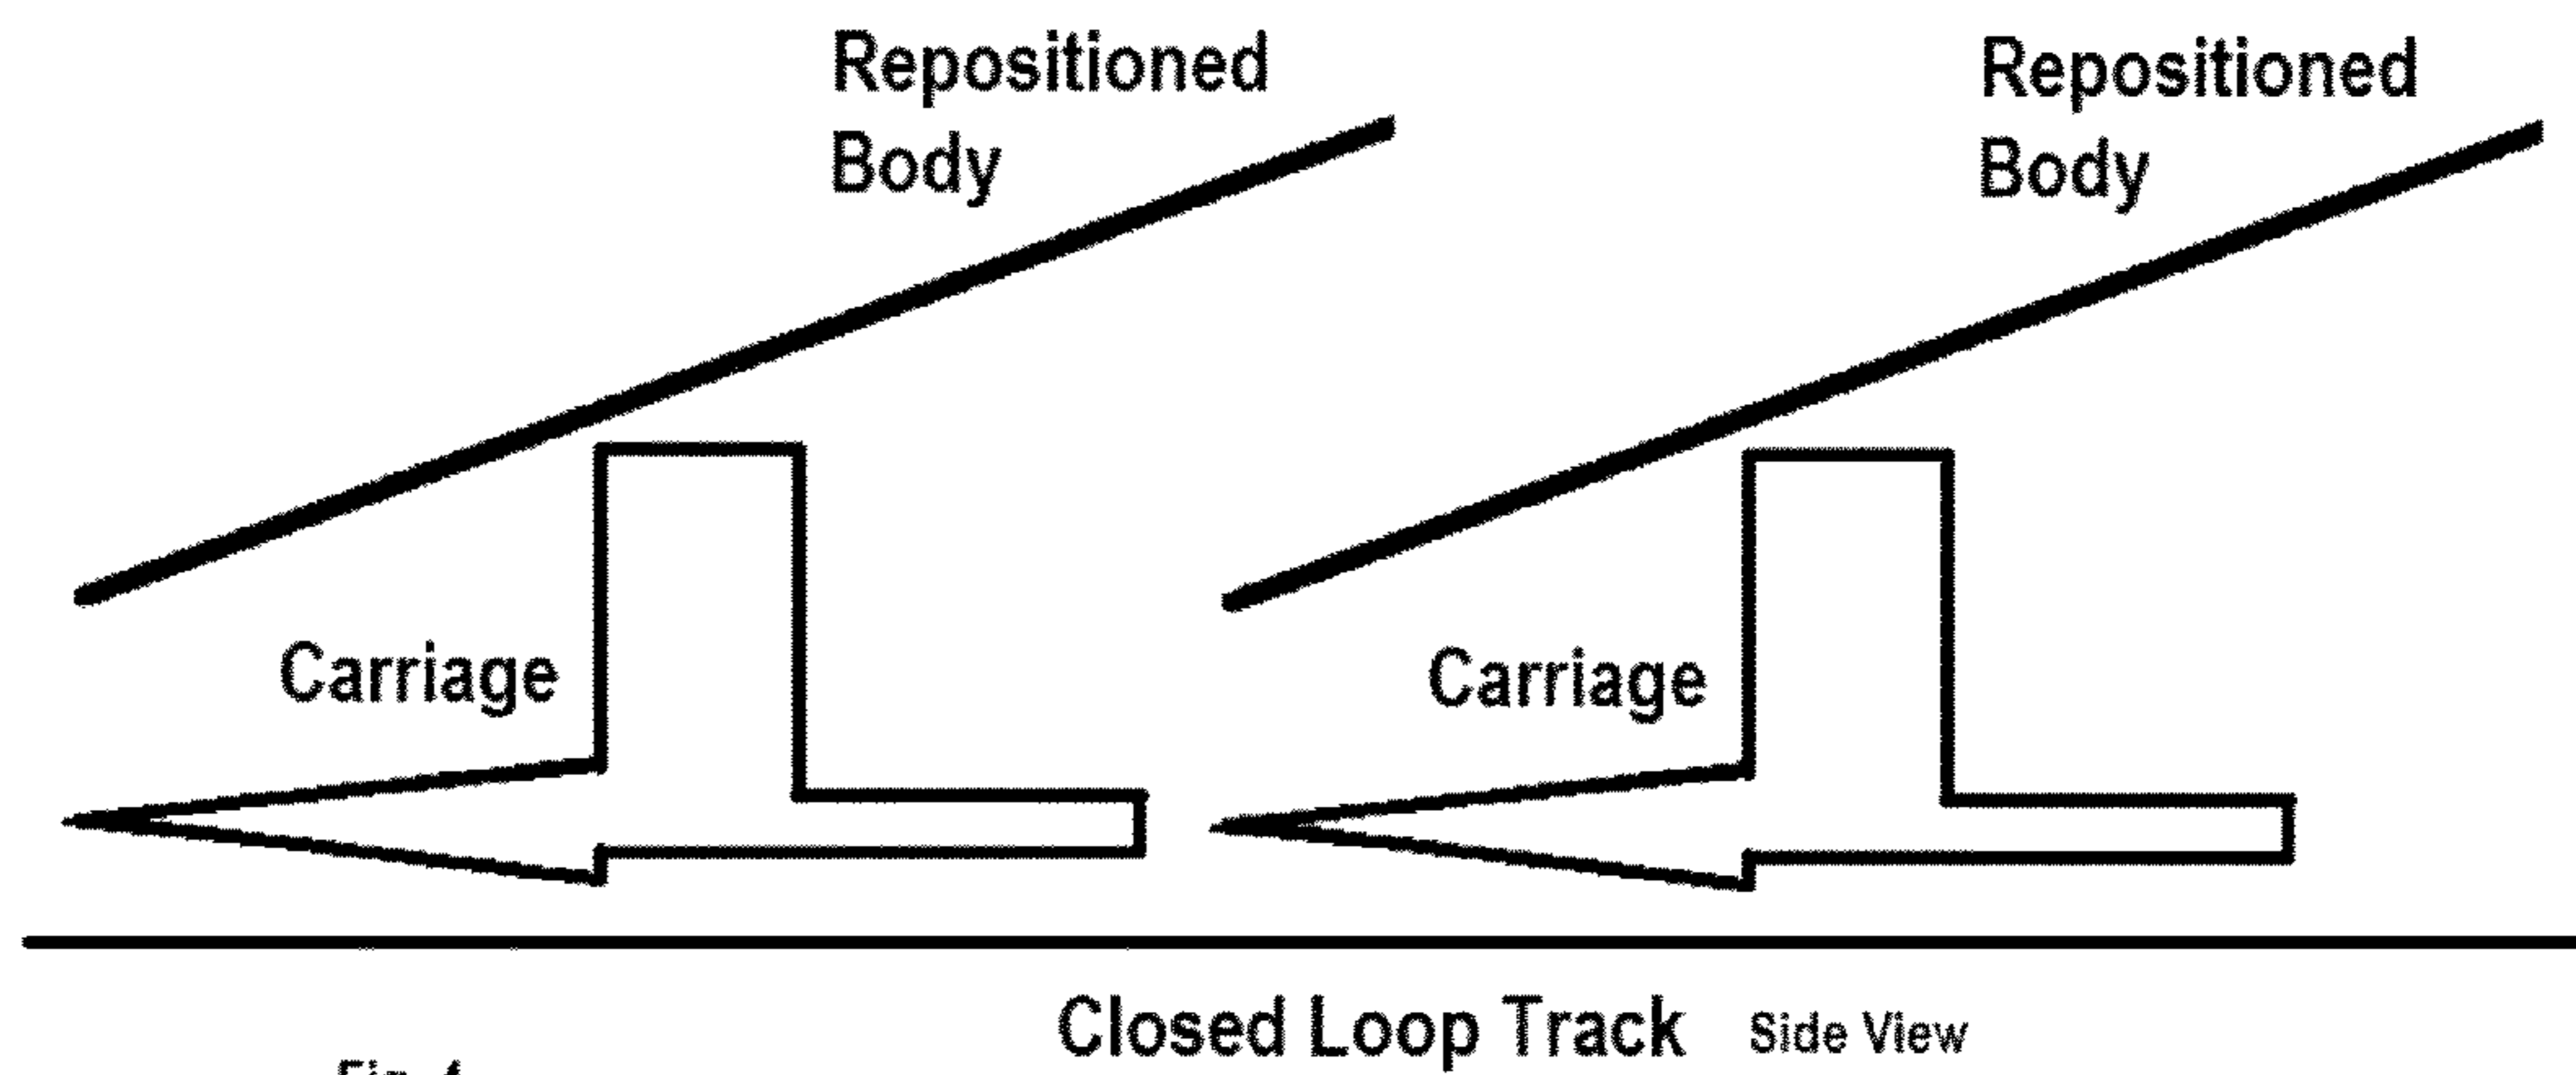 Repositioned
Body
Repositioned
Body
Carriage
Carriage
Closed Loop Track Side View